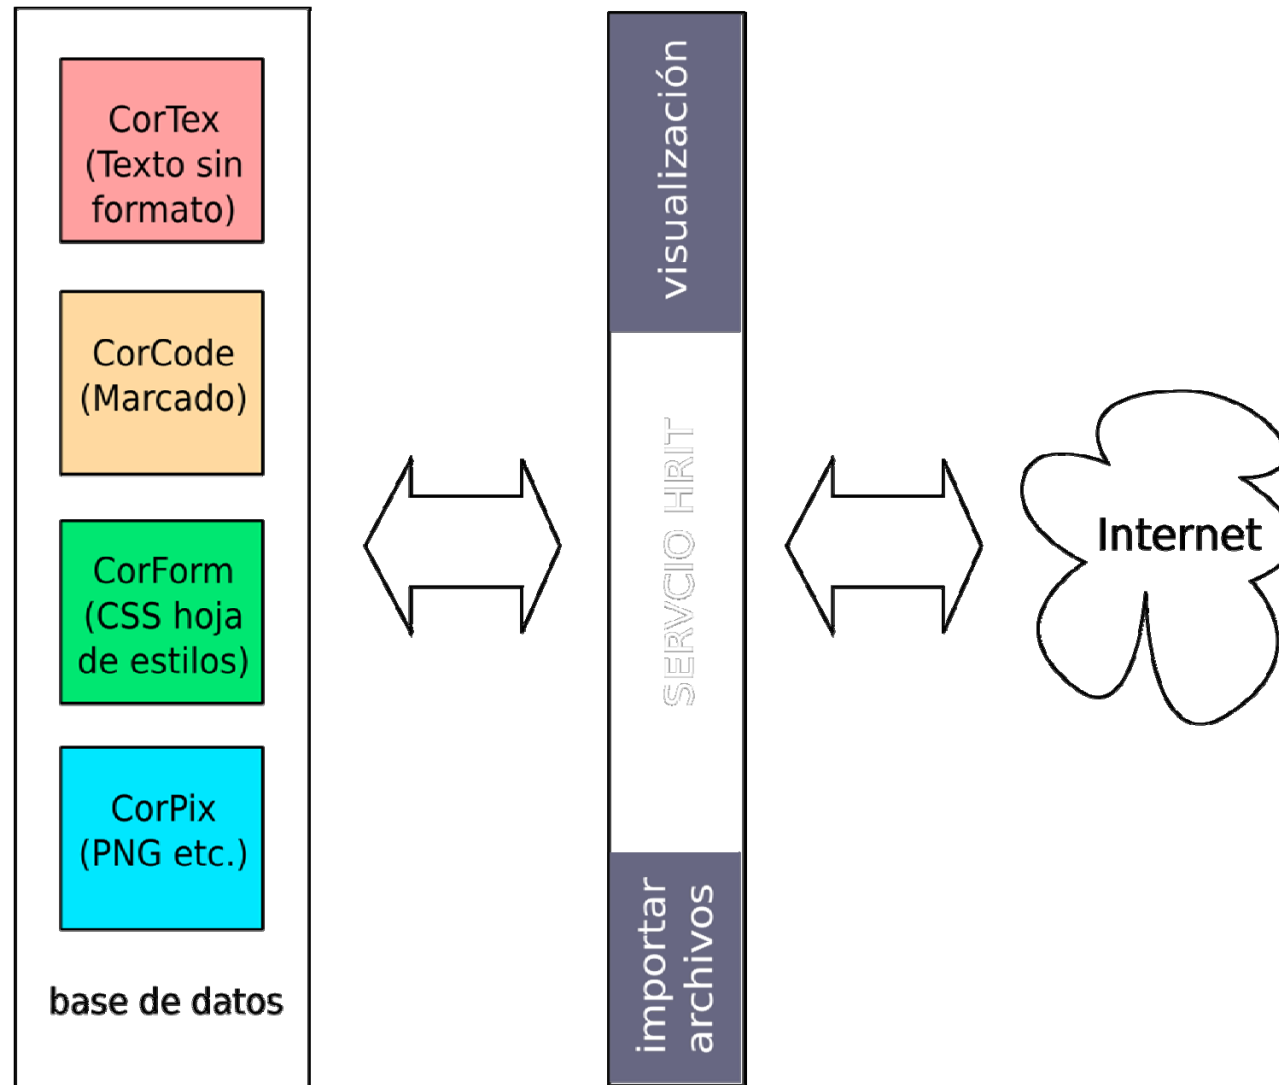 CorTex
(Texto sin
formato)
CorCode
(Marcado)
CorForm
(CSS hoja
de estilos)
CorPix
(PNG etc.)
base de datos
visualización
SERVCIO HRIT
importar
archivos
Internet